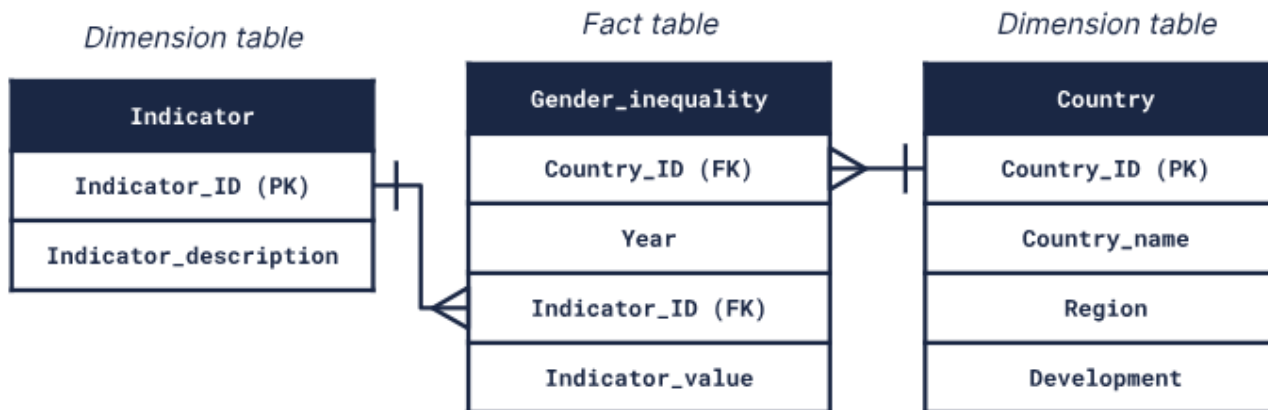 Dimension table
Indicator
Indicator_ID (PK)
Indicator_description
Fact table
Gender_inequality
Country_ID (FK)
Year
Indicator_ID (FK)
Indicator_value
Dimension table
Country
Country_ID (PK)
Country_name
Region
Development